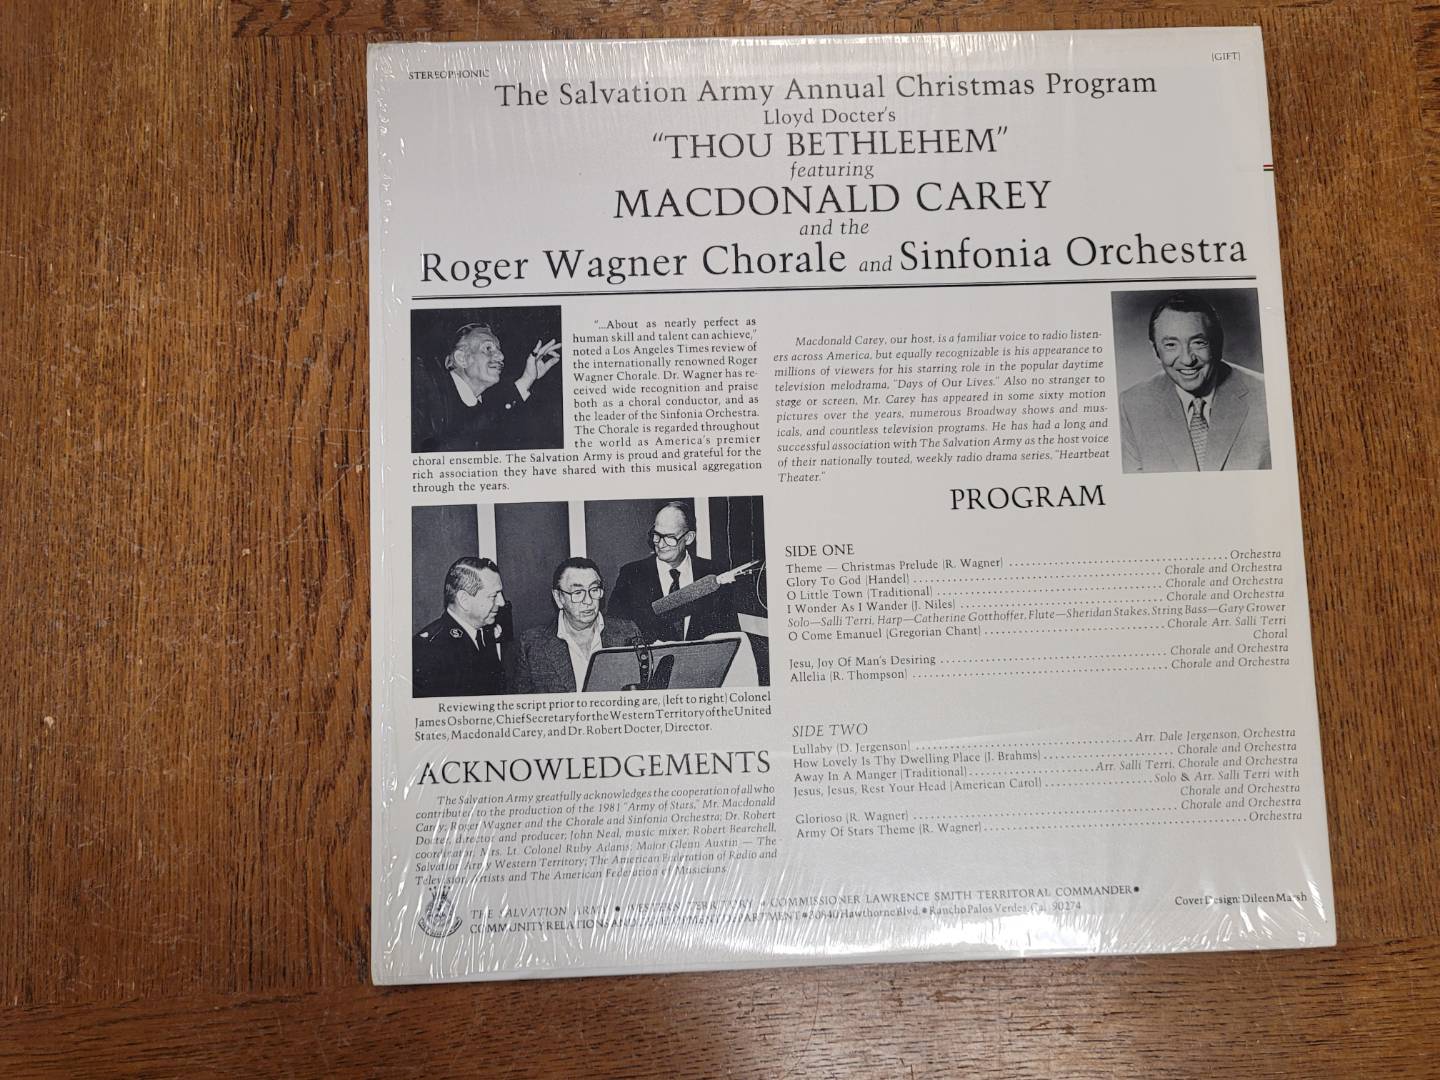 STEREOPHONIC
(GIFT)
The Salvation Army Annual Christmas Program
Lloyd Docter's
"THOU BETHLEHEM"
featuring
MACDONALD CAREY
and the
Roger Wagner Chorale and Sinfonia Orchestra
"...About as nearly perfect as
human skill and talent can achieve,"
noted a Los Angeles Times review of
the internationally renowned Roger
Wagner Chorale. Dr. Wagner has re-
ceived wide recognition and praise
both as a choral conductor, and as
the leader of the Sinfonia Orchestra.
The Chorale is regarded throughout
the world as America's premier
choral ensemble. The Salvation Army is proud and grateful for the
rich association they have shared with this musical aggregation
through the years.
Macdonald Carey, our host, is a familiar voice to radio listen-
ers across America, but equally recognizable is his appearance to
millions of viewers for his starring role in the popular daytime
television melodrama, "Days of Our Lives." Also no stranger to
stage or screen, Mr. Carey has appeared in some sixty motion
pictures over the years, numerous Broadway shows and mus-
icals, and countless television programs. He has had a long and
successful association with The Salvation Army as the host voice
of their nationally touted, weekly radio drama series, "Heartbeat
Theater."
Reviewing the script prior to recording are, (left to right) Colonel
James Osborne, Chief Secretary for the Western Territory of the United
States, Macdonald Carey, and Dr. Robert Docter, Director.
ACKNOWLEDGEMENTS
The Salvation Army greatfully acknowledges the cooperation of all who
contributed to the production of the 1981 "Army of Stars," Mr. Macdonald
Carey; Roger Wagner and the Chorale and Sinfonia Orchestra; Dr. Robert
Docter, director and producer; John Neal, music mixer; Robert Bearchell,
coordinator; Mrs. Lt. Colonel Ruby Adams; Major Glenn Austin — The
Salvation Army Western Territory; The American Federation of Radio and
Television Artists and The American Federation of Musicians.
PROGRAM
SIDE ONE
Theme — Christmas Prelude (R. Wagner) ........ Orchestra
Glory To God (Handel) ........ Chorale and Orchestra
O Little Town (Traditional) ........ Chorale and Orchestra
I Wonder As I Wander (J. Niles) ........ Chorale and Orchestra
Solo—Salli Terri, Harp—Catherine Gotthoffer, Flute—Sheridan Stakes, String Bass—Gary Grower
O Come Emanuel (Gregorian Chant) ........ Chorale Arr. Salli Terri
Choral
Jesu, Joy Of Man's Desiring ........ Chorale and Orchestra
Allelia (R. Thompson) ........ Chorale and Orchestra
SIDE TWO
Lullaby (D. Jergenson) ........ Arr. Dale Jergenson, Orchestra
How Lovely Is Thy Dwelling Place (J. Brahms) ........ Chorale and Orchestra
Away In A Manger (Traditional) ........ Arr. Salli Terri, Chorale and Orchestra
Jesus, Jesus, Rest Your Head (American Carol) ........ Solo & Arr. Salli Terri with
Chorale and Orchestra
Glorioso (R. Wagner) ........ Chorale and Orchestra
Army Of Stars Theme (R. Wagner) ........ Orchestra
THE SALVATION ARMY • WESTERN TERRITORY • COMMISSIONER LAWRENCE SMITH TERRITORAL COMMANDER •
COMMUNITY RELATIONS AND DEVELOPMENT DEPARTMENT • 30840 Hawthorne Blvd. • Rancho Palos Verdes, Cal. 90274
Cover Design: Dileen Marsh